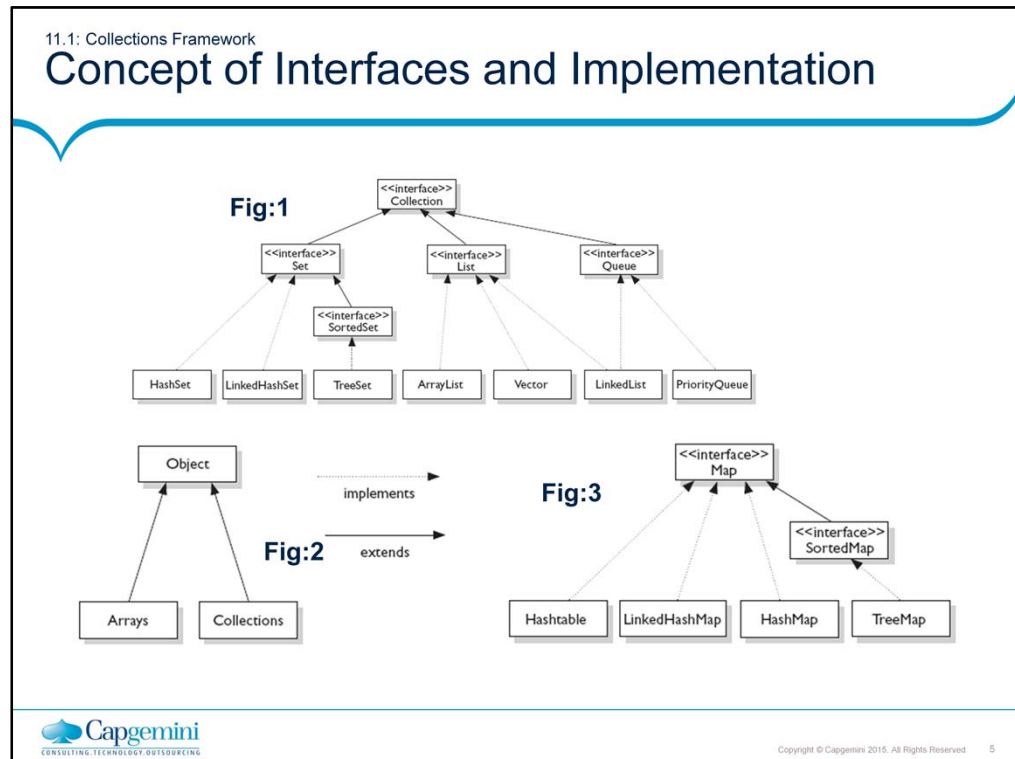 11.1: Collections Framework
Concept of Interfaces and Implementation
Fig:1
<<interface>>
Collection
<<interface>>
Set
<<interface>>
List
<<interface>>
Queue
<<interface>>
SortedSet
HashSet
LinkedHashSet
TreeSet
ArrayList
Vector
LinkedList
PriorityQueue
Object
implements
Fig:2
extends
Arrays
Collections
Fig:3
<<interface>>
Map
<<interface>>
SortedMap
Hashtable
LinkedHashMap
HashMap
TreeMap
Capgemini
CONSULTING.TECHNOLOGY.OUTSOURCING
Copyright © Capgemini 2015. All Rights Reserved 5